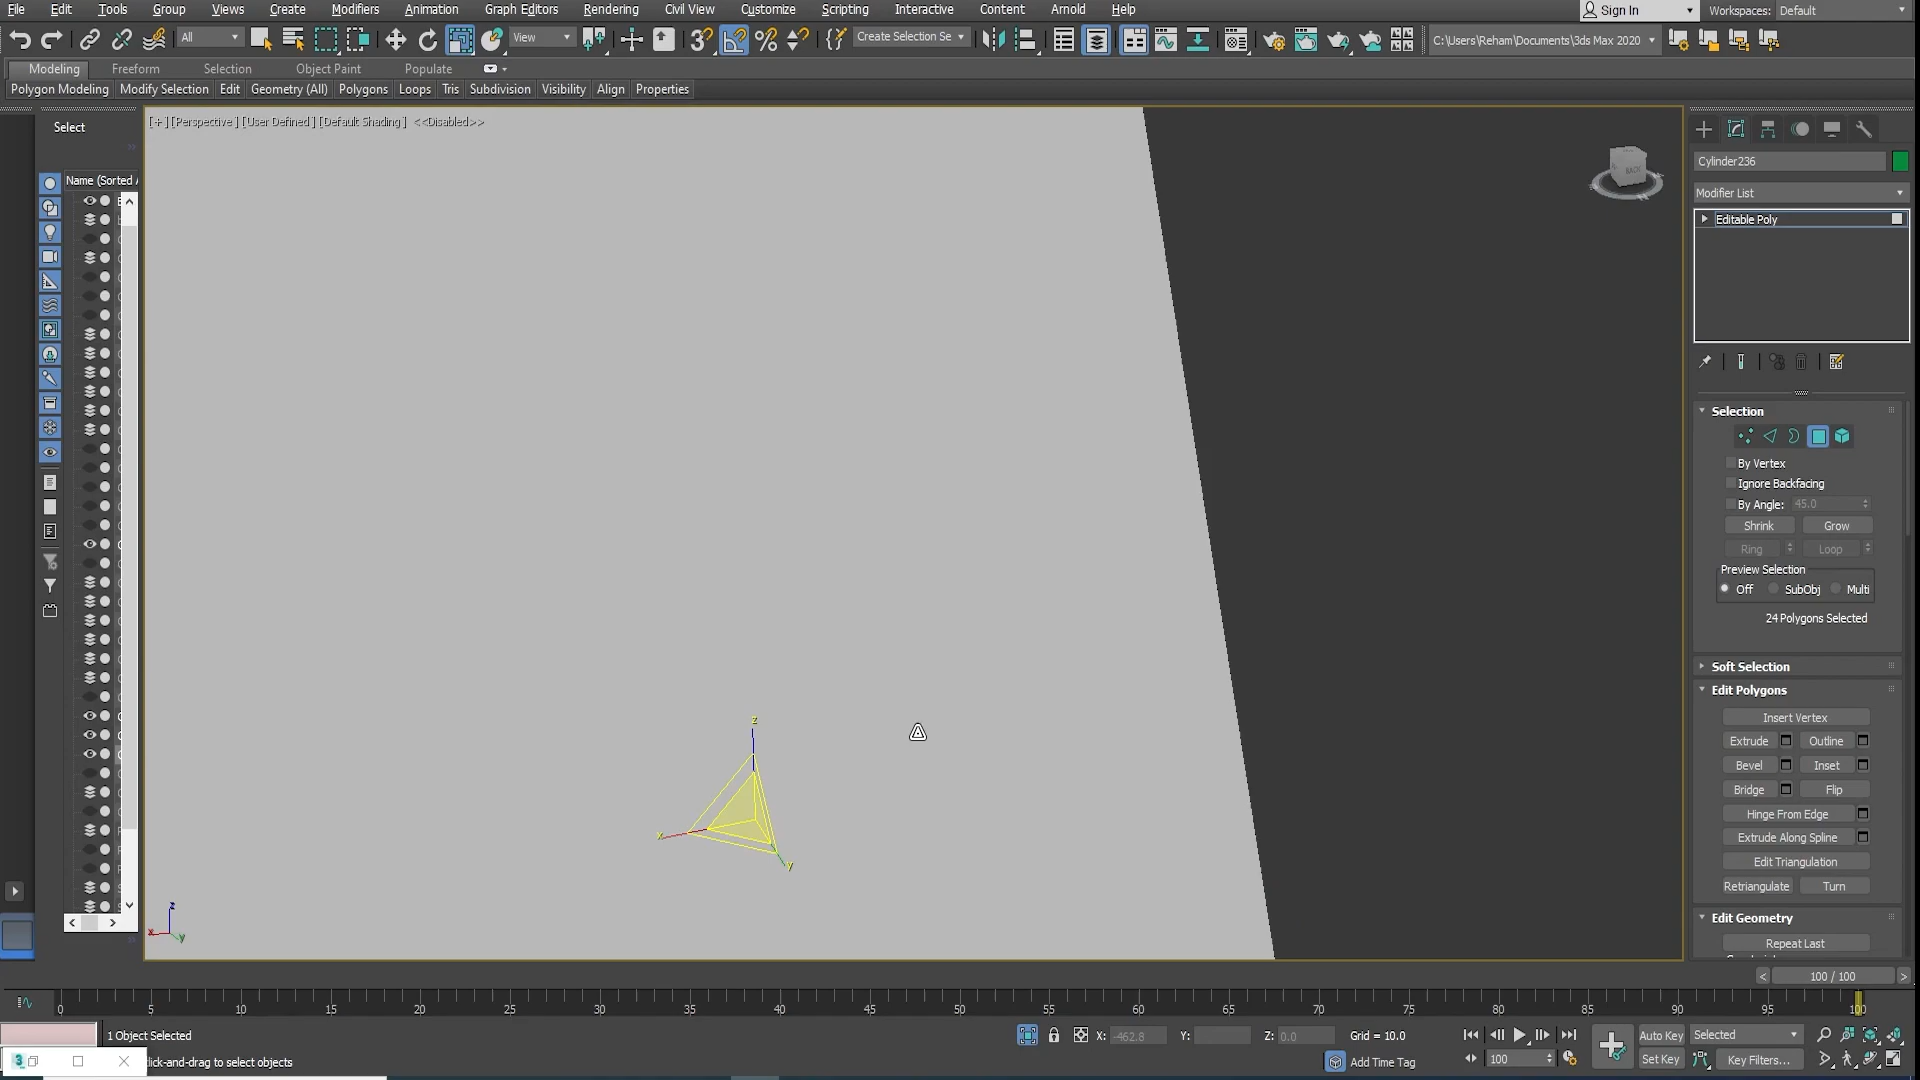 File Edit Tools Group Views Create Modifiers Animation Graph Editors Rendering Civil View Customize Scripting Interactive Content Arnold Help
Sign In Workspaces: Default
All View Create Selection Se C:\Users\Reham\Documents\3ds Max 2020
Modeling Freeform Selection Object Paint Populate
Polygon Modeling Modify Selection Edit Geometry (All) Polygons Loops Tris Subdivision Visibility Align Properties
[+] [Perspective] [User Defined] [Default Shading] <<Disabled>>
Select
Name (Sorted A
BACK
z
x
y
z
x
y
Cylinder236
Modifier List
Editable Poly
Selection
By Vertex
Ignore Backfacing
By Angle: 45.0
Shrink Grow
Ring Loop
Preview Selection
Off SubObj Multi
24 Polygons Selected
Soft Selection
Edit Polygons
Insert Vertex
Extrude Outline
Bevel Inset
Bridge Flip
Hinge From Edge
Extrude Along Spline
Edit Triangulation
Retriangulate Turn
Edit Geometry
Repeat Last
< 100 / 100 >
0 5 10 15 20 25 30 35 40 45 50 55 60 65 70 75 80 85 90 95 100
1 Object Selected X: -462.8 Y: Z: 0.0 Grid = 10.0 Auto Key Selected
3 lick-and-drag to select objects Add Time Tag 100 Set Key Key Filters...